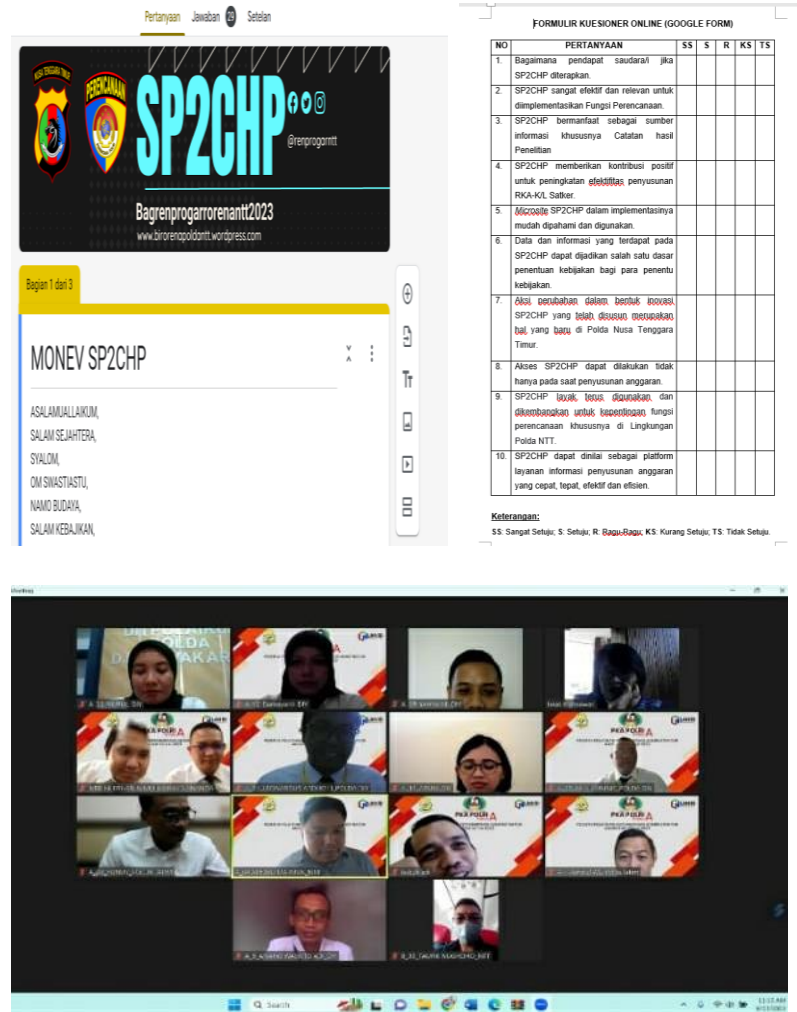 Pertanyaan Jawaban 29 Setelan
NUSA TENGGARA TIMUR
PERENCANAAN
SP2CHP
@renprogarntt
Bagrenprogarrorenantt2023
www.birorenapoldantt.wordpress.com
Bagian 1 dari 3
MONEV SP2CHP
ASALAMUALLAIKUM,
SALAM SEJAHTERA,
SYALOM,
OM SWASTIASTU,
NAMO BUDAYA,
SALAM KEBAJIKAN,
FORMULIR KUESIONER ONLINE (GOOGLE FORM)
NO PERTANYAAN SS S R KS TS
1. Bagaimana pendapat saudara/i jika
SP2CHP diterapkan.
2. SP2CHP sangat efektif dan relevan untuk
diimplementasikan Fungsi Perencanaan.
3. SP2CHP bermanfaat sebagai sumber
informasi khususnya Catatan hasil
Penelitian
4. SP2CHP memberikan kontribusi positif
untuk peningkatan efektifitas penyusunan
RKA-K/L Satker.
5. Microsite SP2CHP dalam implementasinya
mudah dipahami dan digunakan.
6. Data dan informasi yang terdapat pada
SP2CHP dapat dijadikan salah satu dasar
penentuan kebijakan bagi para penentu
kebijakan.
7. Aksi perubahan dalam bentuk inovasi
SP2CHP yang telah disusun merupakan
hal yang baru di Polda Nusa Tenggara
Timur.
8. Akses SP2CHP dapat dilakukan tidak
hanya pada saat penyusunan anggaran.
9. SP2CHP layak terus digunakan dan
dikembangkan untuk kepentingan fungsi
perencanaan khususnya di Lingkungan
Polda NTT.
10. SP2CHP dapat dinilai sebagai platform
layanan informasi penyusunan anggaran
yang cepat, tepat, efektif dan efisien.
Keterangan:
SS: Sangat Setuju; S: Setuju; R: Ragu-Ragu; KS: Kurang Setuju; TS: Tidak Setuju.
PKA POLRI
Search